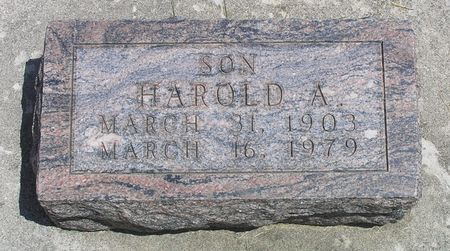 SON
HAROLD A.
MARCH 31, 1903
MARCH 16, 1979